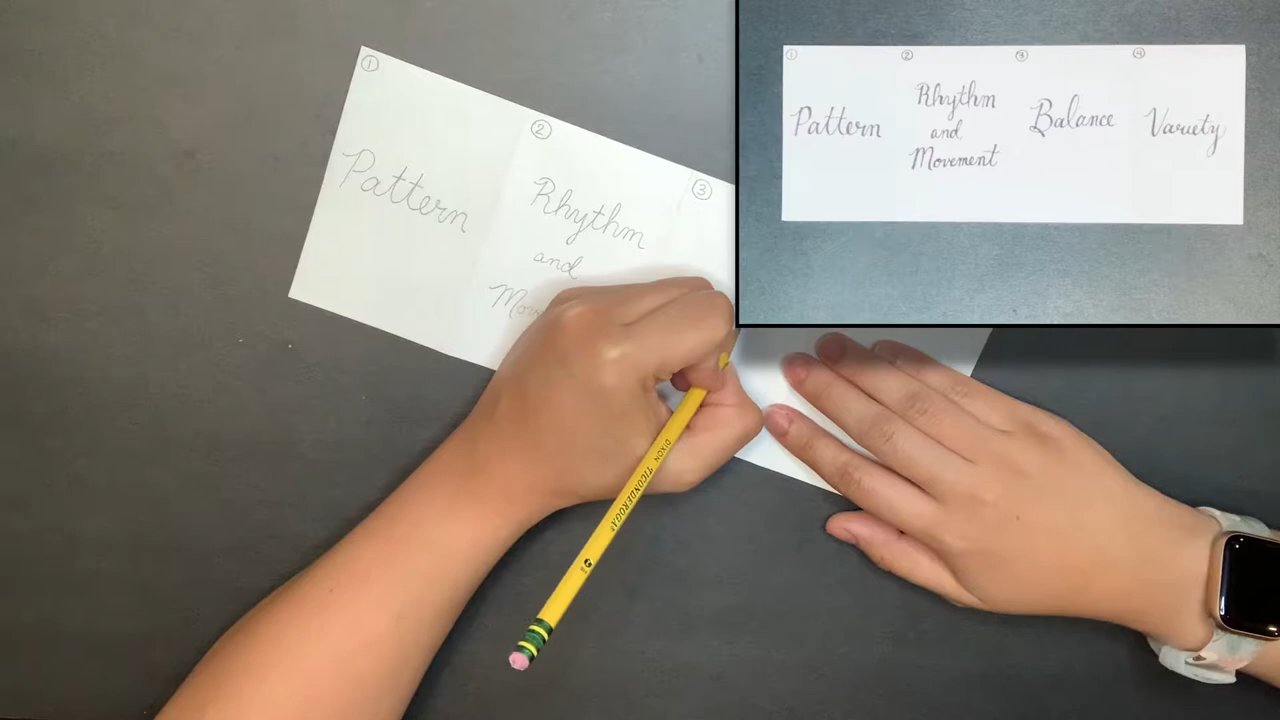 ①
Pattern
②
Rhythm
and
③
DIXON TICONDEROGA®
①
Pattern
②
Rhythm
and
Movement
③
Balance
④
Variety